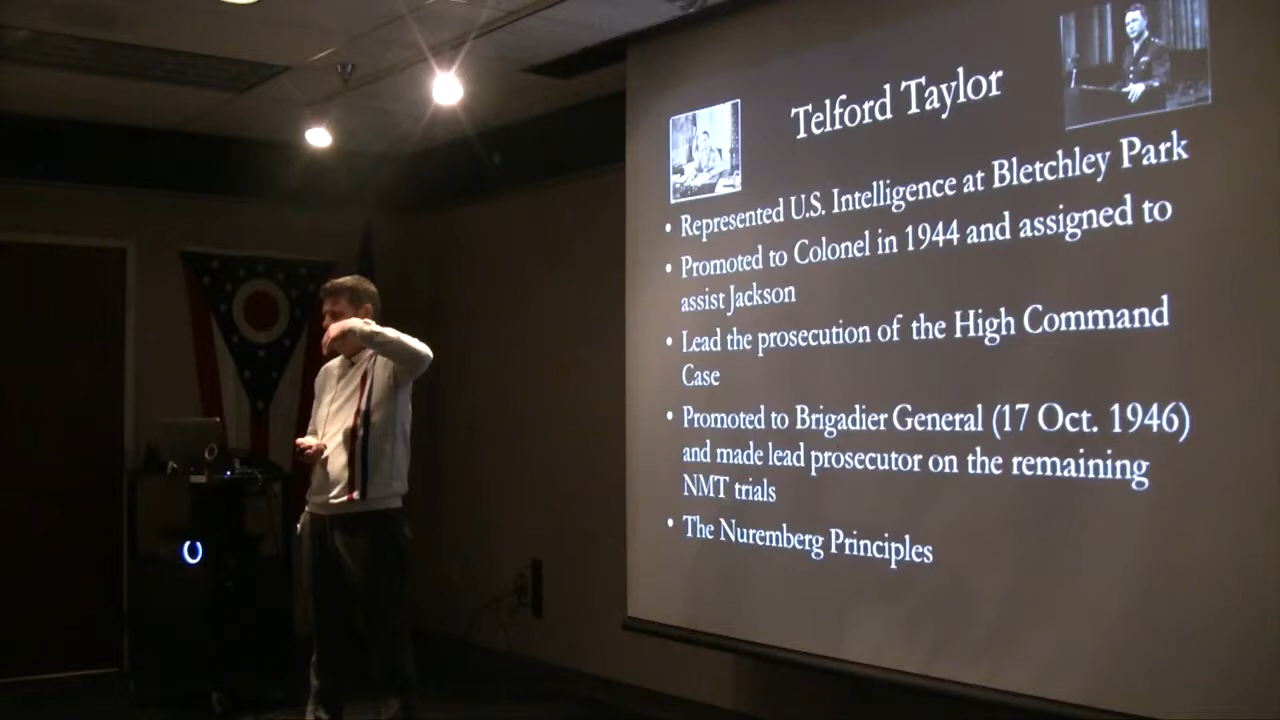 Telford Taylor
• Represented U.S. Intelligence at Bletchley Park
• Promoted to Colonel in 1944 and assigned to
assist Jackson
• Lead the prosecution of the High Command
Case
• Promoted to Brigadier General (17 Oct. 1946)
and made lead prosecutor on the remaining
NMT trials
• The Nuremberg Principles